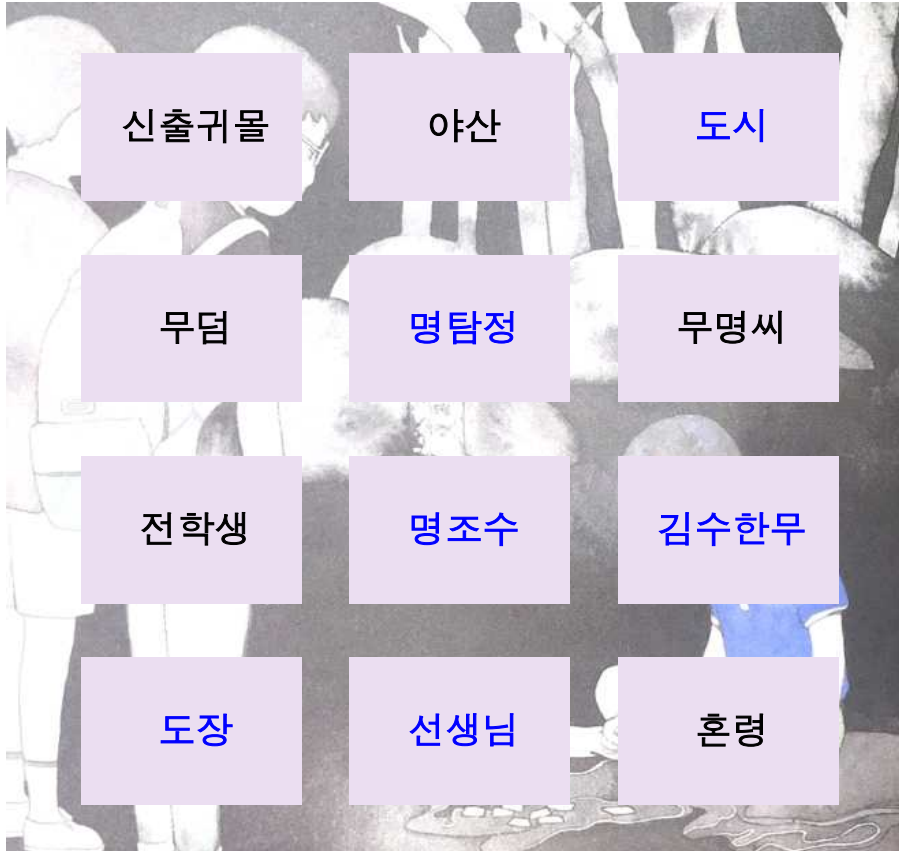 신출귀몰 야산 도시
무덤 명탐정 무명씨
전학생 명조수 김수한무
도장 선생님 혼령